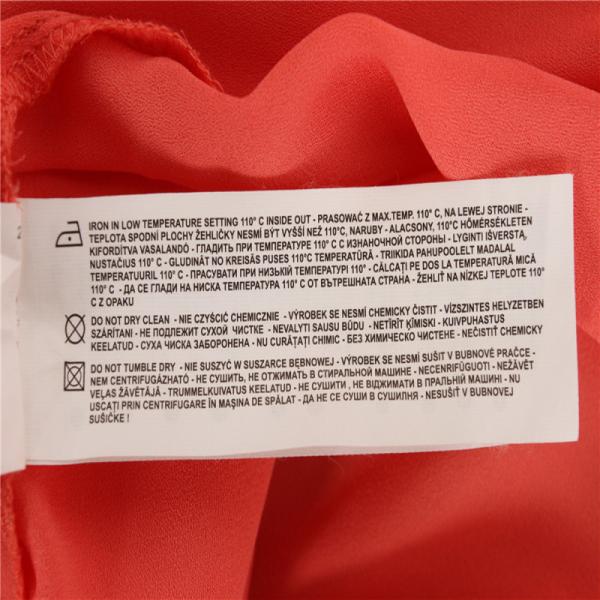 IRON IN LOW TEMPERATURE SETTING 110° C INSIDE OUT - PRASOWAĆ Z MAX.TEMP. 110° C, NA LEWEJ STRONIE -
TEPLOTA SPODNÍ PLOCHY ŽEHLIČKY NESMÍ BÝT VYŠŠÍ NEŽ 110°C, NARUBY - ALACSONY, 110°C HŐMÉRSÉKLETEN
KIFORDÍTVA VASALANDÓ - ГЛАДИТЬ ПРИ ТЕМПЕРАТУРЕ 110° C С ИЗНАНОЧНОЙ СТОРОНЫ - LYGINTI IŠVERSTĄ,
NUSTAČIUS 110° C - GLUDINĀT NO KREISĀS PUSES 110°C TEMPERATŪRĀ - TRIIKIDA PAHUPOOLELT MADALAL
TEMPERATUURIL 110° C - ПРАСУВАТИ ПРИ НИЗЬКІЙ ТЕМПЕРАТУРІ 110° - CĂLCAŢI PE DOS LA TEMPERATURĂ MICĂ
110° C - ДА СЕ ГЛАДИ НА НИСКА ТЕМПЕРАТУРА 110° C ОТ ВЪТРЕШНАТА СТРАНА - ŽEHLIŤ NA NÍZKEJ TEPLOTE 110°
C Z OPAKU
DO NOT DRY CLEAN - NIE CZYŚCIĆ CHEMICZNIE - VÝROBEK SE NESMÍ CHEMICKY ČISTIT - VÍZSZINTES HELYZETBEN
SZÁRÍTANI - НЕ ПОДЛЕЖИТ СУХОЙ ЧИСТКЕ - NEVALYTI SAUSU BŪDU - NETĪRĪT ĶĪMISKI - KUIVPUHASTUS
KEELATUD - СУХА ЧИСКА ЗАБОРОНЕНА - NU CURĂŢAŢI CHIMIC - БЕЗ ХИМИЧЕСКО ЧИСТЕНЕ - NEČISTIŤ CHEMICKY
DO NOT TUMBLE DRY - NIE SUSZYĆ W SUSZARCE BĘBNOWEJ - VÝROBEK SE NESMÍ SUŠIT V BUBNOVÉ PRAČCE -
NEM CENTRIFUGÁZHATÓ - НЕ СУШИТЬ, НЕ ОТЖИМАТЬ В СТИРАЛЬНОЙ МАШИНЕ - NECENRIFŪGUOTI - NEŽĀVĒT
VEĻAS ŽĀVĒTĀJĀ - TRUMMELKUIVATUS KEELATUD - НЕ СУШИТИ , НЕ ВІДЖИМАТИ В ПРАЛЬНІЙ МАШИНІ - NU
USCAŢI PRIN CENTRIFUGARE ÎN MAŞINA DE SPĂLAT - ДА НЕ СЕ СУШИ В СУШИЛНЯ - NESUŠIŤ V BUBNOVEJ
SUŠIČKE !